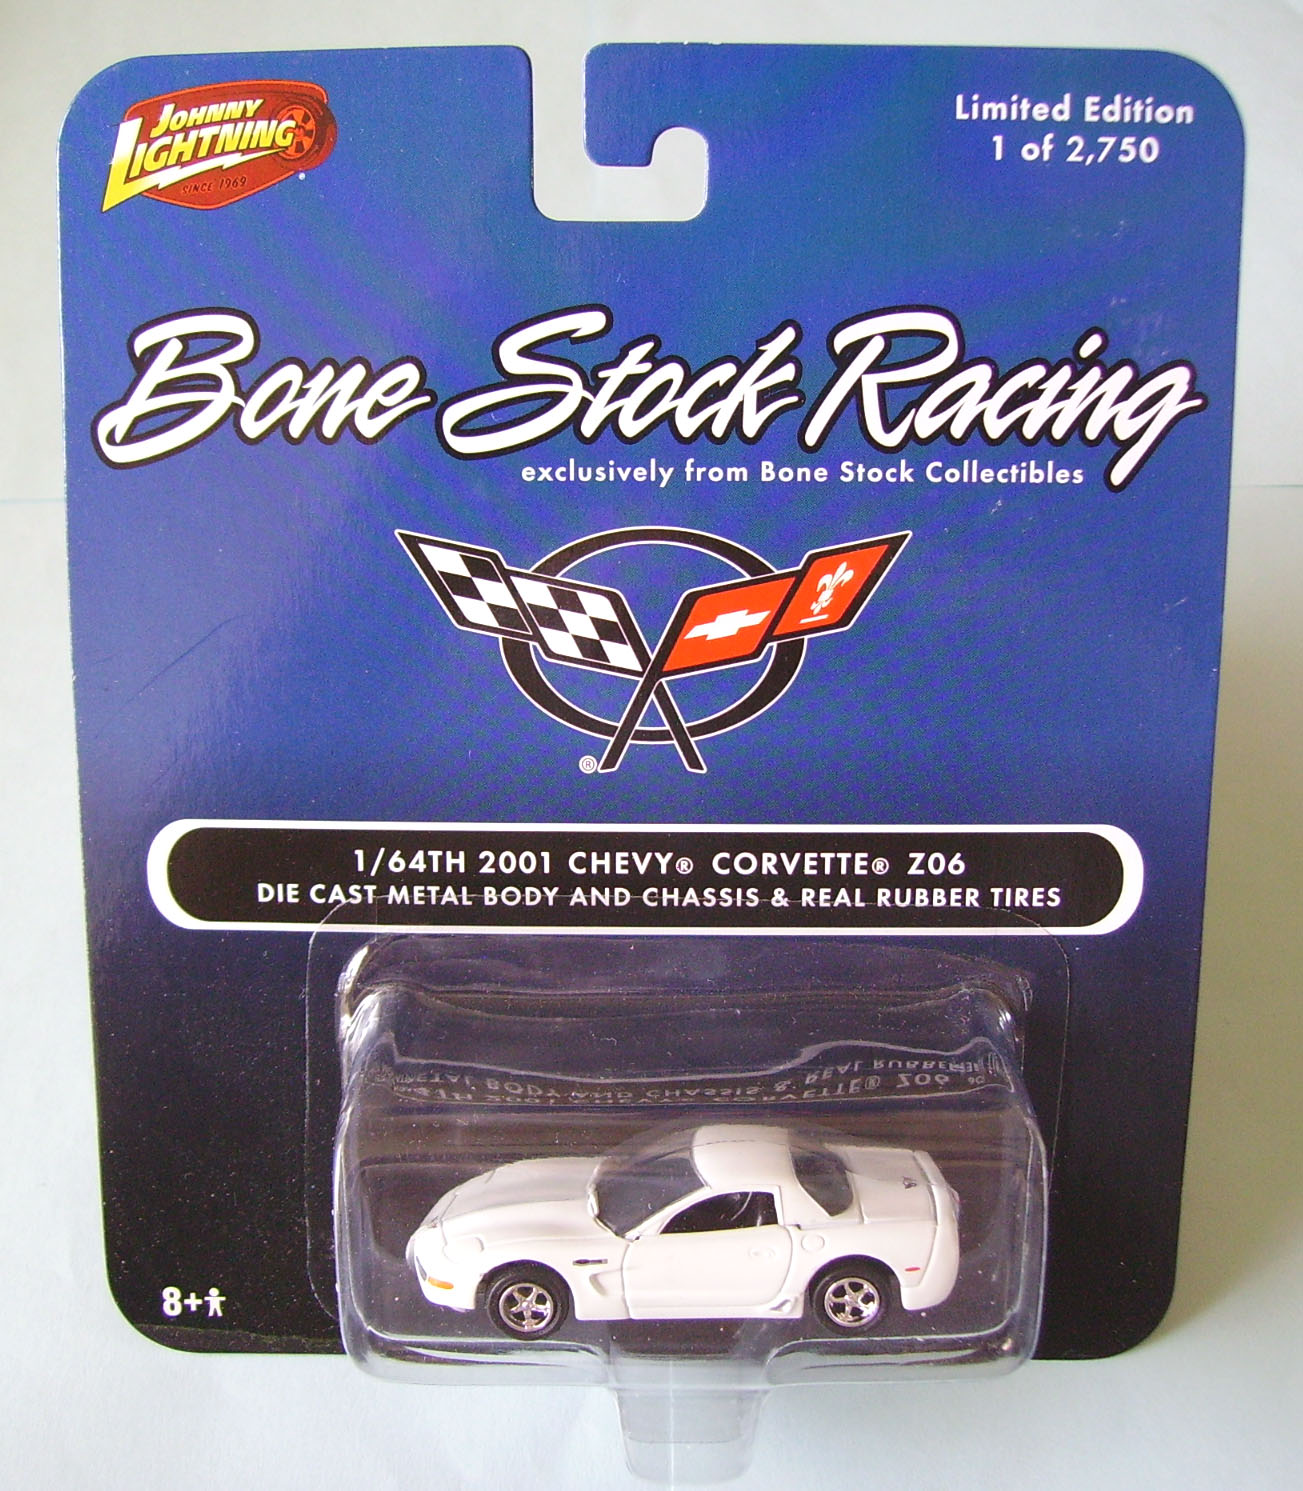 JOHNNY
LIGHTNING
SINCE 1969
Limited Edition
1 of 2,750
Bone Stock Racing
exclusively from Bone Stock Collectibles
®
1/64TH 2001 CHEVY® CORVETTE® Z06
DIE CAST METAL BODY AND CHASSIS & REAL RUBBER TIRES
8+